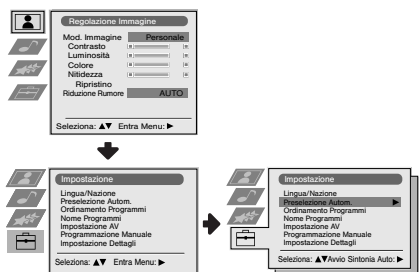 Regolazione Immagine
Mod. Immagine Personale
Contrasto
Luminosità
Colore
Nitidezza
Ripristino
Riduzione Rumore AUTO
Seleziona: ▲▼ Entra Menu: ▶
Impostazione
Lingua/Nazione
Preselezione Autom.
Ordinamento Programmi
Nome Programmi
Impostazione AV
Programmazione Manuale
Impostazione Dettagli
Seleziona: ▲▼ Entra Menu: ▶
Impostazione
Lingua/Nazione
Preselezione Autom. ▶
Ordinamento Programmi
Nome Programmi
Impostazione AV
Programmazione Manuale
Impostazione Dettagli
Seleziona: ▲▼Avvio Sintonia Auto: ▶